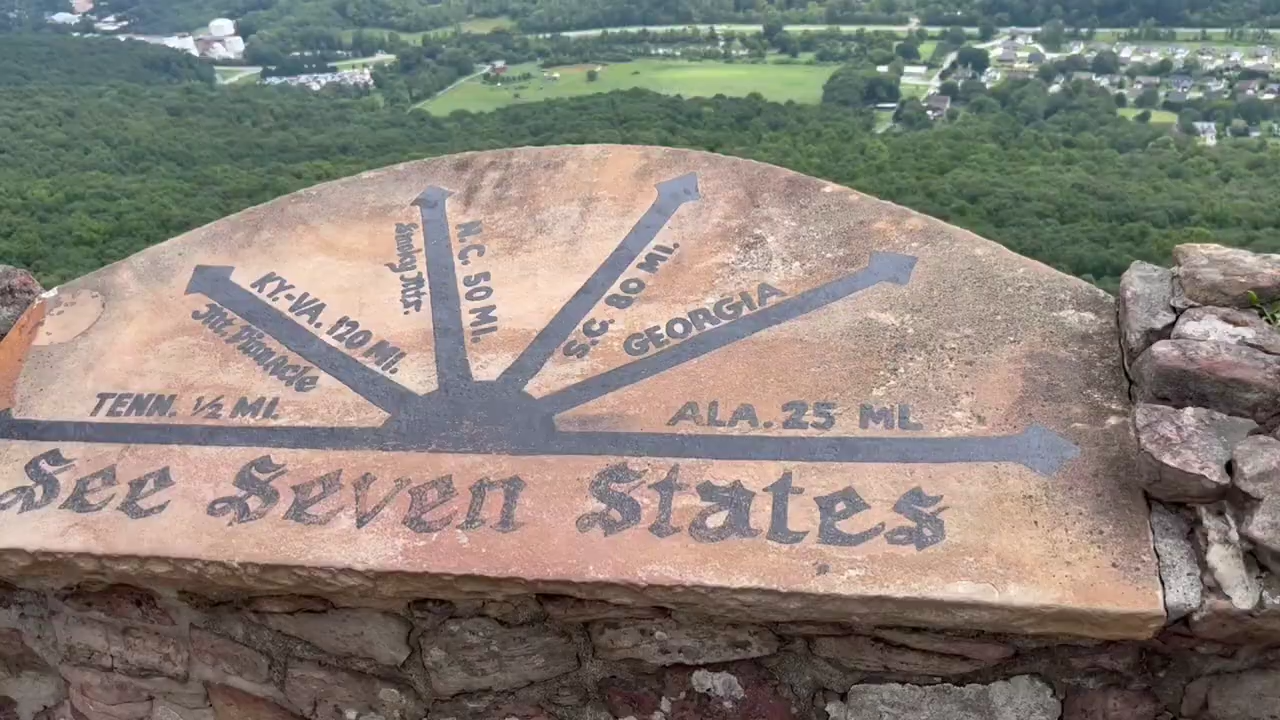 TENN. ½ MI.
KY.-VA. 120 MI.
Mt. Pinnacle
Smoky Mts.
N.C. 50 MI.
S.C. 80 MI.
GEORGIA
ALA. 25 MI.
See Seven States